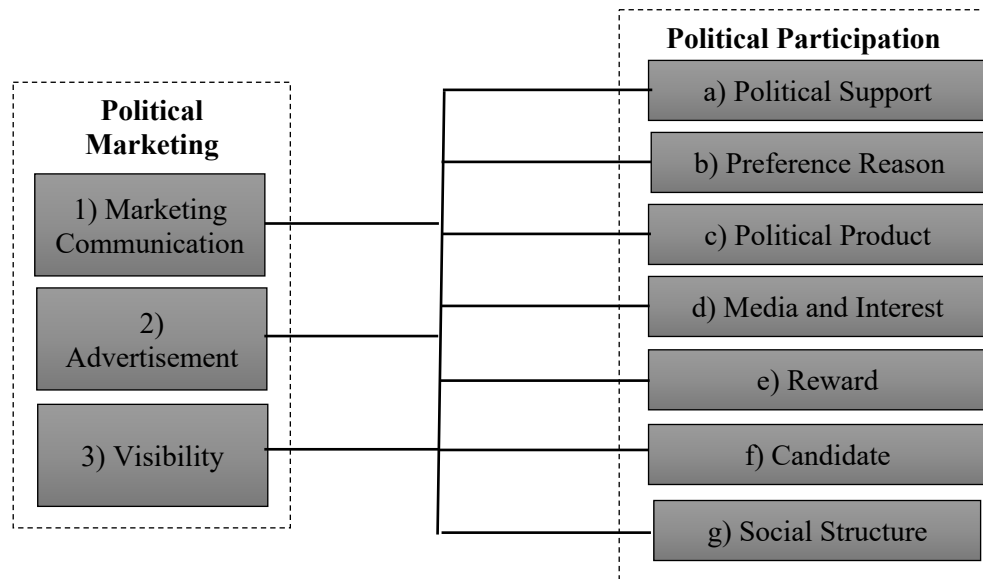 Political
Marketing
1) Marketing
Communication
2)
Advertisement
3) Visibility
Political Participation
a) Political Support
b) Preference Reason
c) Political Product
d) Media and Interest
e) Reward
f) Candidate
g) Social Structure